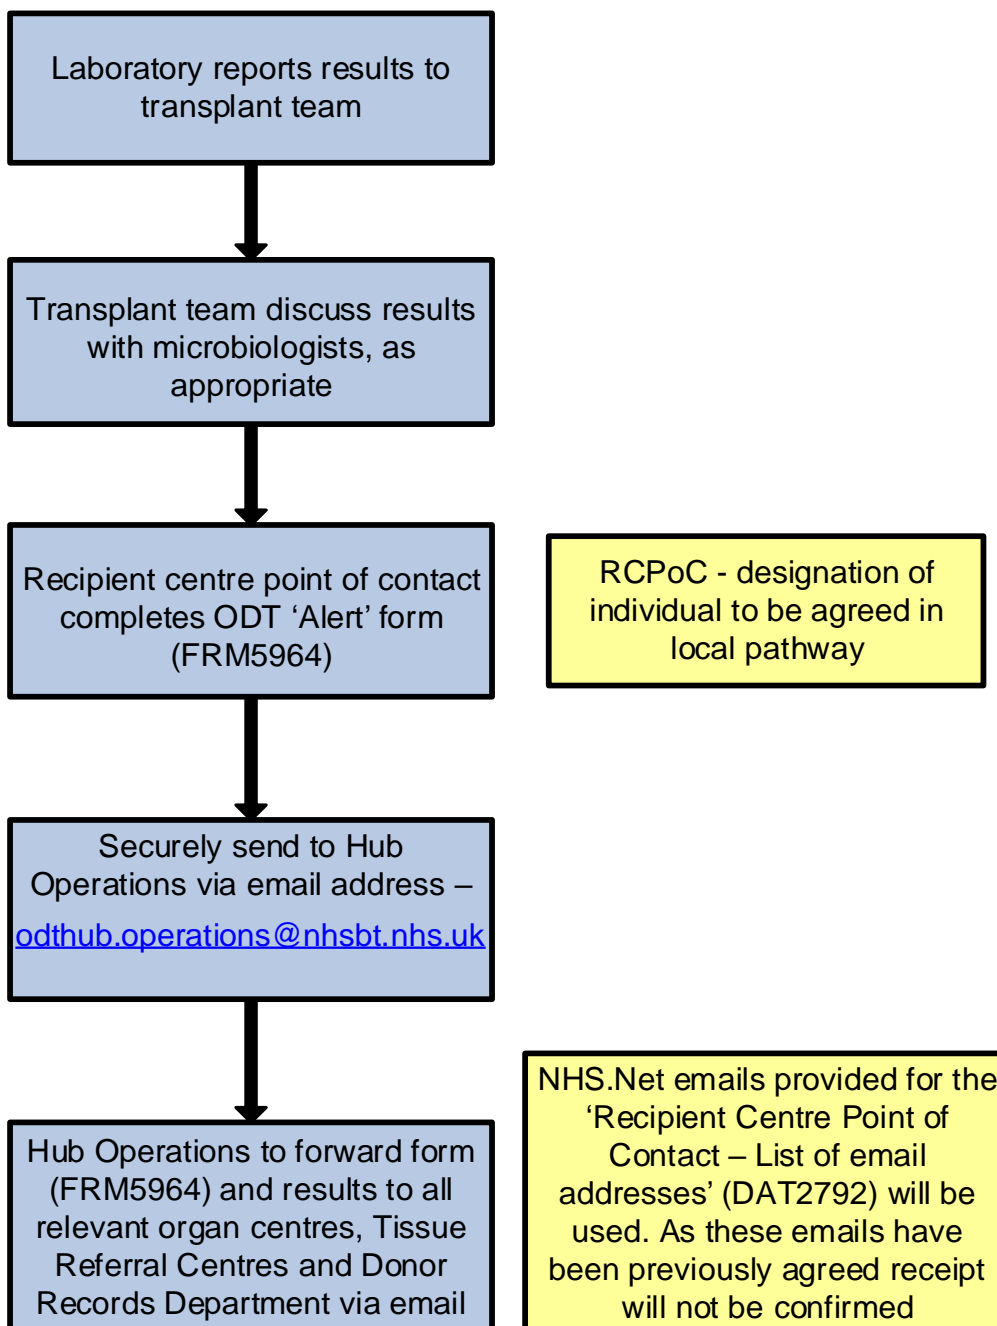 Laboratory reports results to
transplant team
Transplant team discuss results
with microbiologists, as
appropriate
Recipient centre point of contact
completes ODT ‘Alert’ form
(FRM5964)
RCPoC - designation of
individual to be agreed in
local pathway
Securely send to Hub
Operations via email address –
odthub.operations@nhsbt.nhs.uk
Hub Operations to forward form
(FRM5964) and results to all
relevant organ centres, Tissue
Referral Centres and Donor
Records Department via email
NHS.Net emails provided for the
‘Recipient Centre Point of
Contact – List of email
addresses’ (DAT2792) will be
used. As these emails have
been previously agreed receipt
will not be confirmed